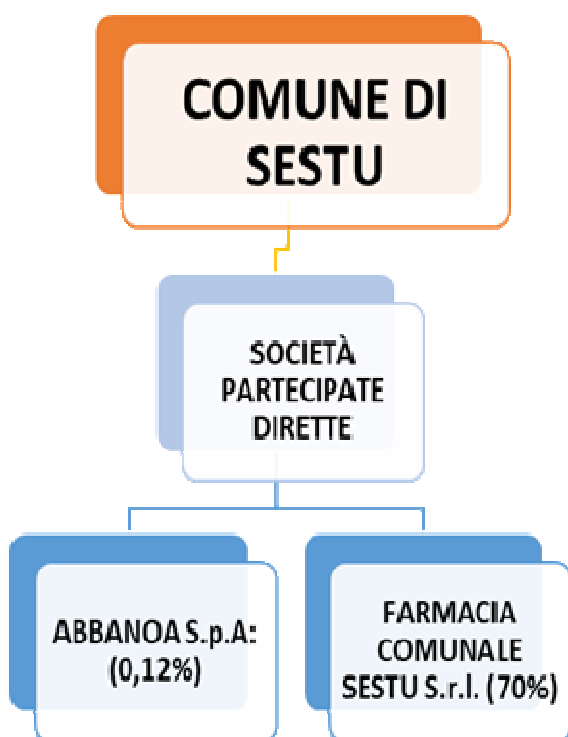 COMUNE DI
SESTU
SOCIETÀ
PARTECIPATE
DIRETTE
ABBANOA S.p.A:
(0,12%)
FARMACIA
COMUNALE
SESTU S.r.l. (70%)